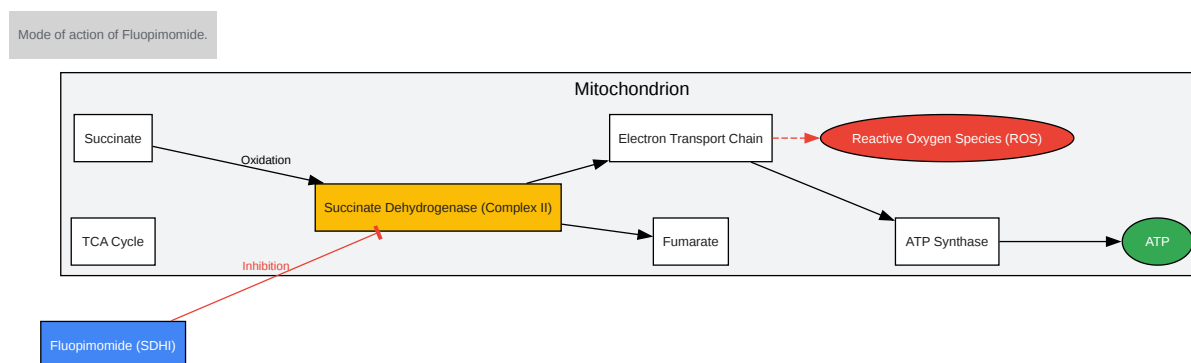 Mode of action of Fluopimomide.
Mitochondrion
Succinate
Oxidation
Electron Transport Chain
Reactive Oxygen Species (ROS)
Succinate Dehydrogenase (Complex II)
TCA Cycle
Fumarate
ATP Synthase
ATP
Inhibition
Fluopimomide (SDHI)